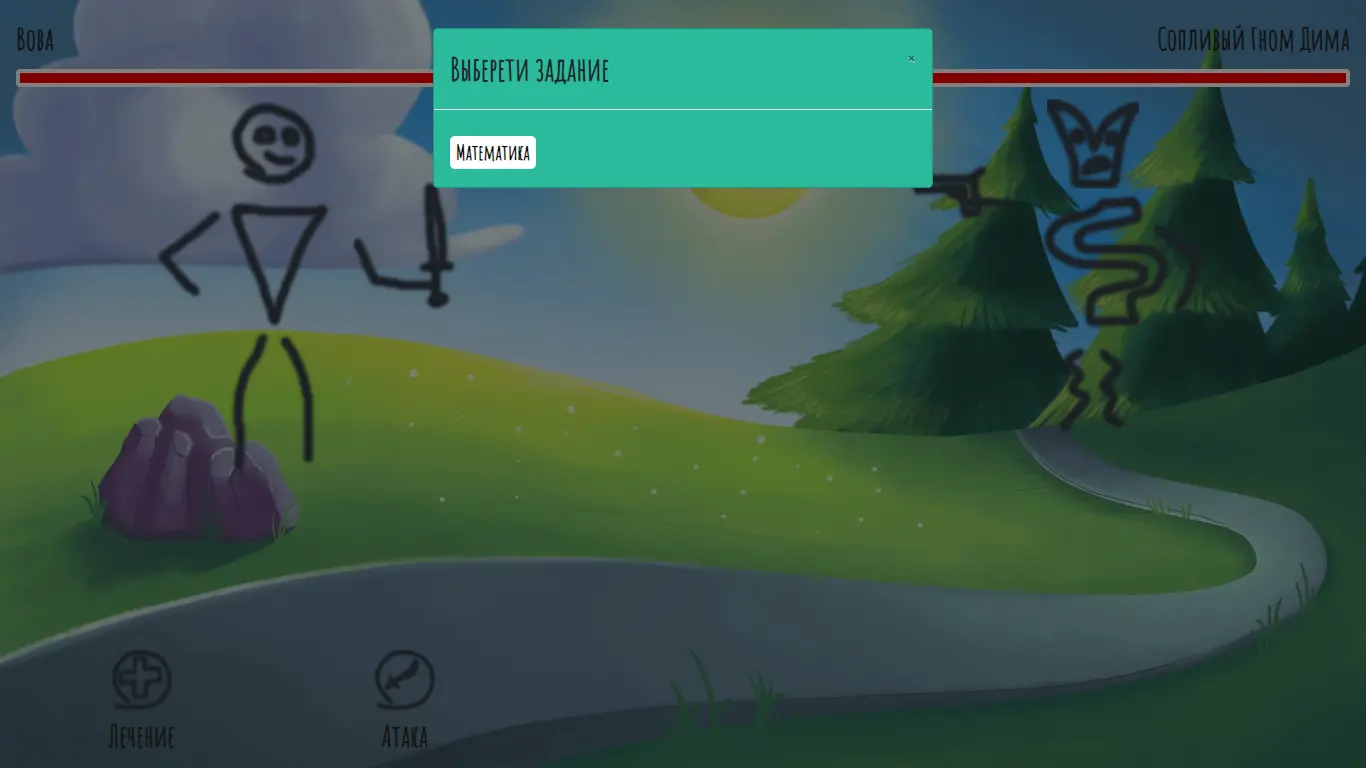 Вова
Сопливый Гном Дима
Выберети задание
×
Математика
Лечение
Атака